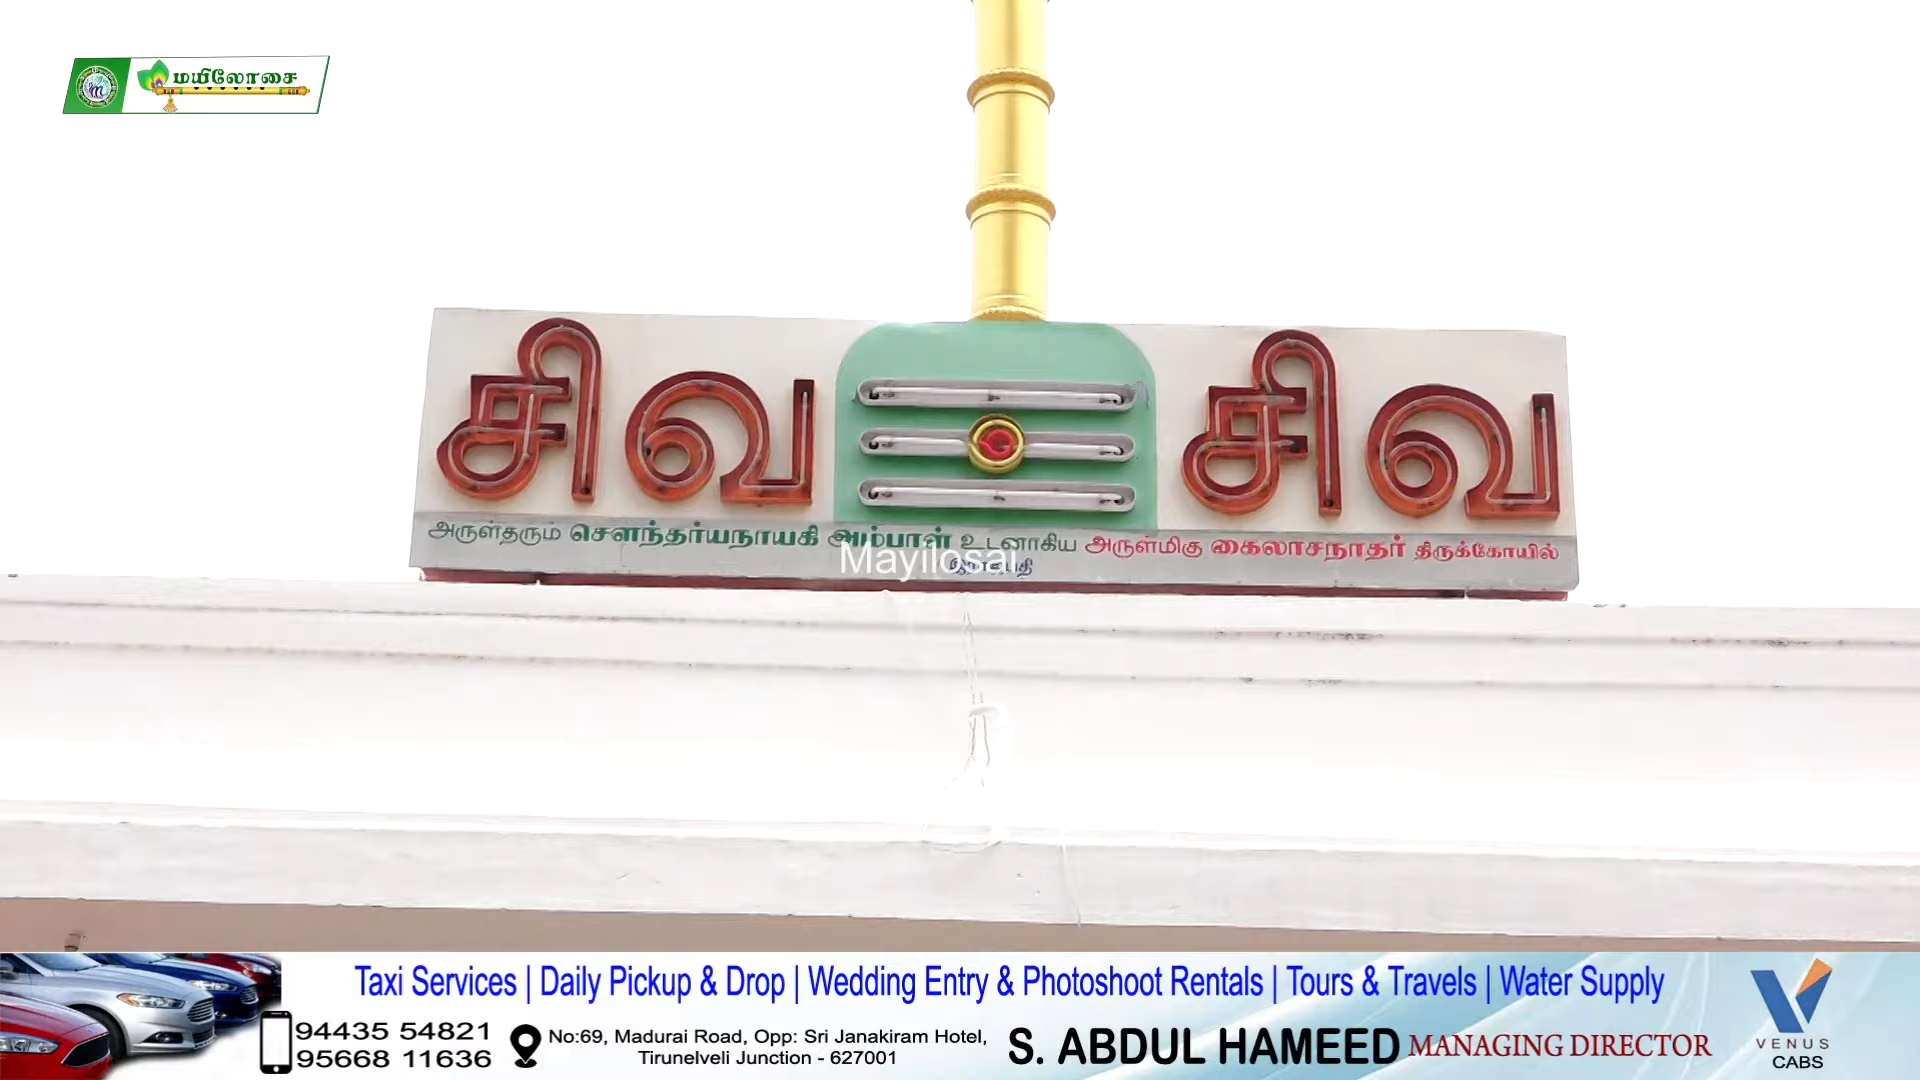 மயிலோசை
சிவ சிவ
அருள்தரும் சௌந்தர்யநாயகி அம்பாள் உடனாகிய அருள்மிகு கைலாசநாதர் திருக்கோயில்
Mayilosai
Taxi Services | Daily Pickup & Drop | Wedding Entry & Photoshoot Rentals | Tours & Travels | Water Supply
94435 54821
95668 11636
No:69, Madurai Road, Opp: Sri Janakiram Hotel,
Tirunelveli Junction - 627001
S. ABDUL HAMEED MANAGING DIRECTOR
VENUS
CABS